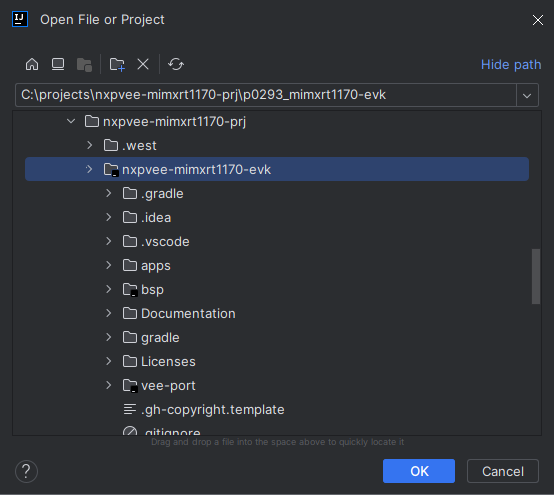 IJ Open File or Project
Hide path
C:\projects\nxpvee-mimxrt1170-prj\p0293_mimxrt1170-evk
nxpvee-mimxrt1170-prj
.west
nxpvee-mimxrt1170-evk
.gradle
.idea
.vscode
apps
bsp
Documentation
gradle
Licenses
vee-port
.gh-copyright.template
.gitignore
Drag and drop a file into the space above to quickly locate it
? OK Cancel